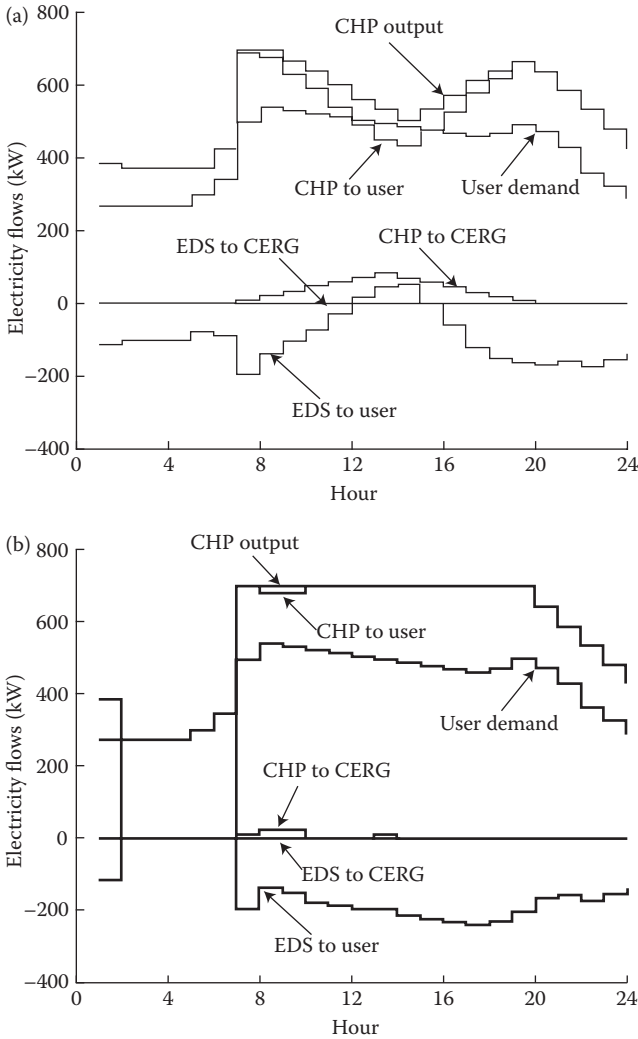 (a)
800
600
400
200
0
−200
−400
Electricity flows (kW)
CHP output
CHP to user
User demand
EDS to CERG
CHP to CERG
EDS to user
0 4 8 12 16 20 24
Hour
(b)
800
600
400
200
0
−200
−400
Electricity flows (kW)
CHP output
CHP to user
User demand
CHP to CERG
EDS to CERG
EDS to user
0 4 8 12 16 20 24
Hour